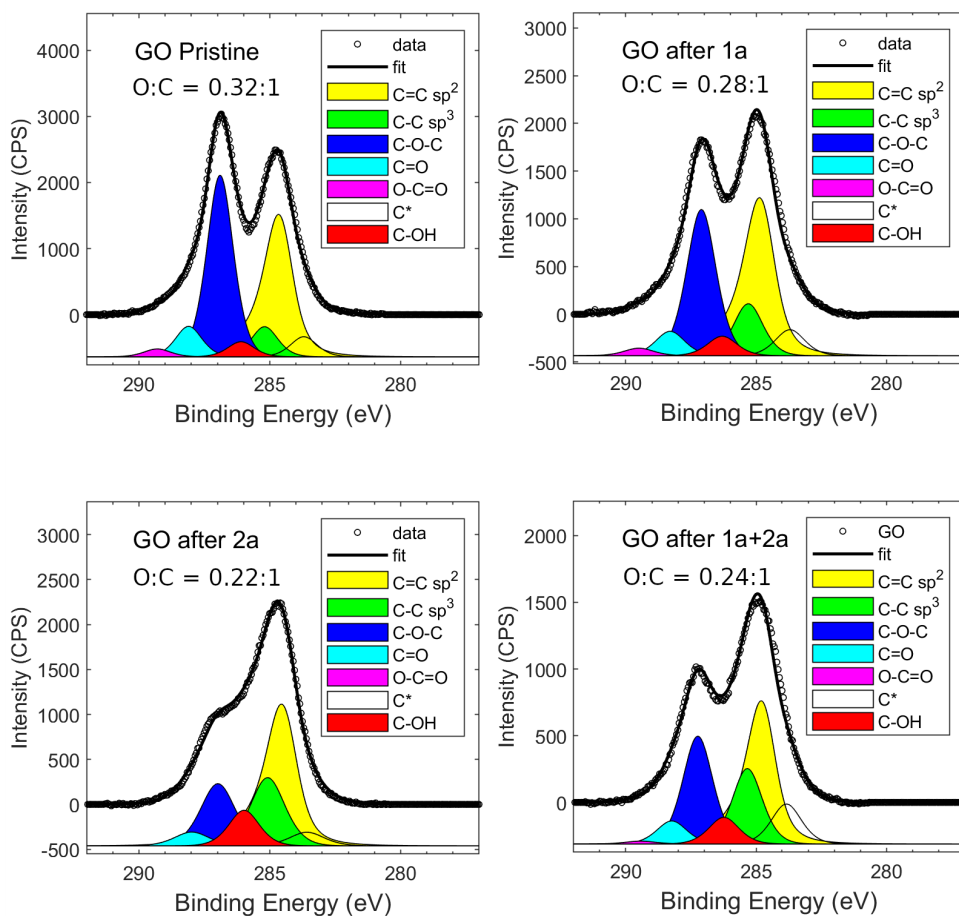 GO Pristine
O:C = 0.32:1
data
fit
C=C sp²
C-C sp³
C-O-C
C=O
O-C=O
C*
C-OH
4000
3000
2000
1000
0
290
285
280
Intensity (CPS)
Binding Energy (eV)
GO after 1a
O:C = 0.28:1
data
fit
C=C sp²
C-C sp³
C-O-C
C=O
O-C=O
C*
C-OH
3000
2500
2000
1500
1000
500
0
-500
290
285
280
Intensity (CPS)
Binding Energy (eV)
GO after 2a
O:C = 0.22:1
data
fit
C=C sp²
C-C sp³
C-O-C
C=O
O-C=O
C*
C-OH
3000
2500
2000
1500
1000
500
0
-500
290
285
280
Intensity (CPS)
Binding Energy (eV)
GO after 1a+2a
O:C = 0.24:1
GO
fit
C=C sp²
C-C sp³
C-O-C
C=O
O-C=O
C*
C-OH
2000
1500
1000
500
0
290
285
280
Intensity (CPS)
Binding Energy (eV)